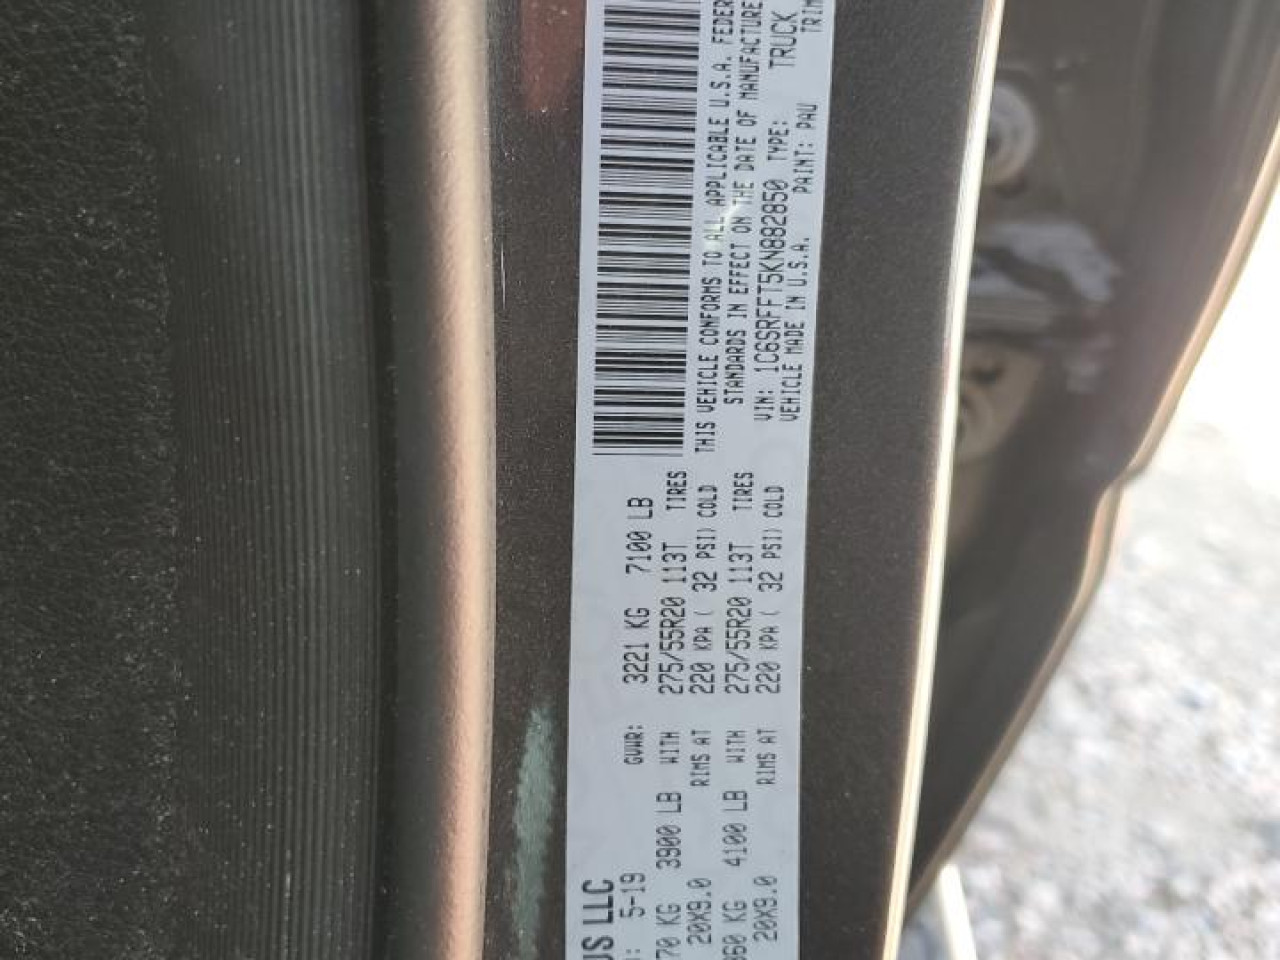 US LLC
: 5-19 GVWR: 3221 KG 7100 LB
70 KG 3900 LB WITH 275/55R20 113T TIRES
20X9.0 RIMS AT 220 KPA ( 32 PSI) COLD
060 KG 4100 LB WITH 275/55R20 113T TIRES
20X9.0 RIMS AT 220 KPA ( 32 PSI) COLD
THIS VEHICLE CONFORMS TO ALL APPLICABLE U.S.A. FEDER
STANDARDS IN EFFECT ON THE DATE OF MANUFACTURE
VIN: 1C6SRFFT5KN882850 TYPE: TRUCK
VEHICLE MADE IN U.S.A. PAINT: PAU TRIM